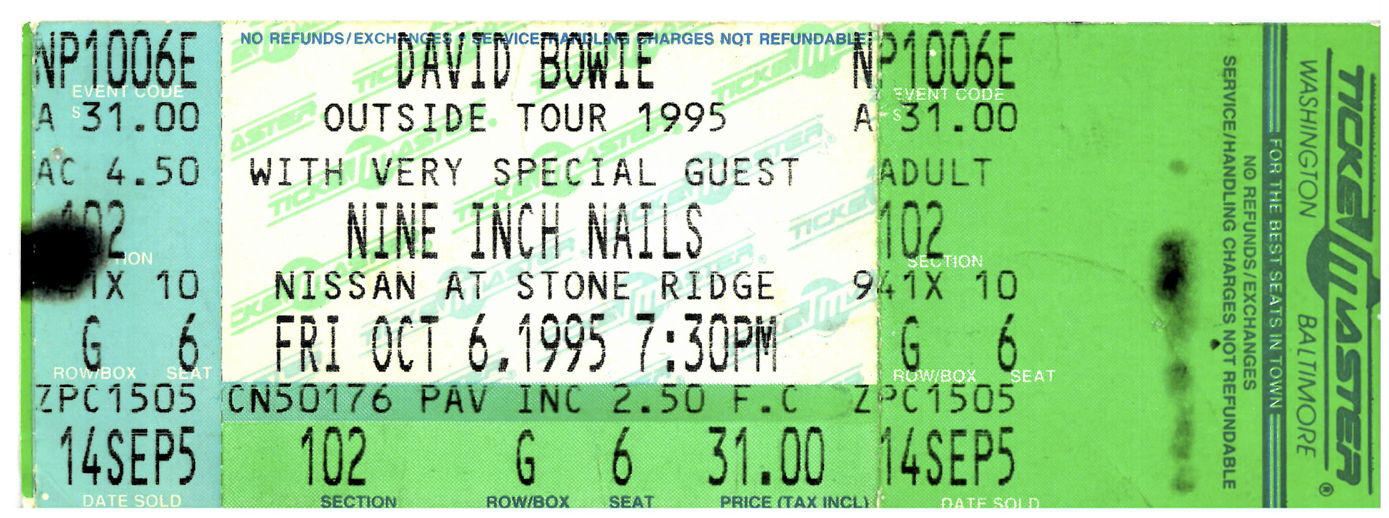 NP1006E
EVENT CODE
$
A 31.00
AC 4.50
102
1X 10
G 6
ROW/BOX SEAT
ZPC1505
14SEP5
DATE SOLD
NO REFUNDS/EXCHANGES SERVICE/HANDLING CHARGES NOT REFUNDABLE
DAVID BOWIE
OUTSIDE TOUR 1995
WITH VERY SPECIAL GUEST
NINE INCH NAILS
NISSAN AT STONE RIDGE
FRI OCT 6,1995 7:30PM
CN50176 PAV INC 2.50 F.C
102 G 6 31.00
SECTION ROW/BOX SEAT PRICE (TAX INCL)
NP1006E
EVENT CODE
$
A 31.00
ADULT
102
SECTION
941X 10
G 6
ROW/BOX SEAT
ZPC1505
14SEP5
DATE SOLD
TICKETMASTER®
WASHINGTON BALTIMORE
FOR THE BEST SEATS IN TOWN
NO REFUNDS/EXCHANGES
SERVICE/HANDLING CHARGES NOT REFUNDABLE